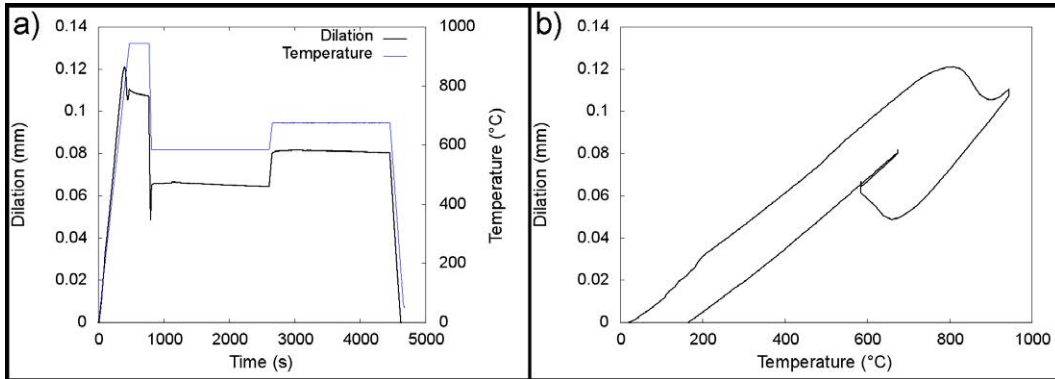 a)
Dilation
Temperature
0.14
0.12
0.1
0.08
0.06
0.04
0.02
0
Dilation (mm)
1000
800
600
400
200
0
Temperature (°C)
0 1000 2000 3000 4000 5000
Time (s)
b)
0.14
0.12
0.1
0.08
0.06
0.04
0.02
0
Dilation (mm)
0 200 400 600 800 1000
Temperature (°C)